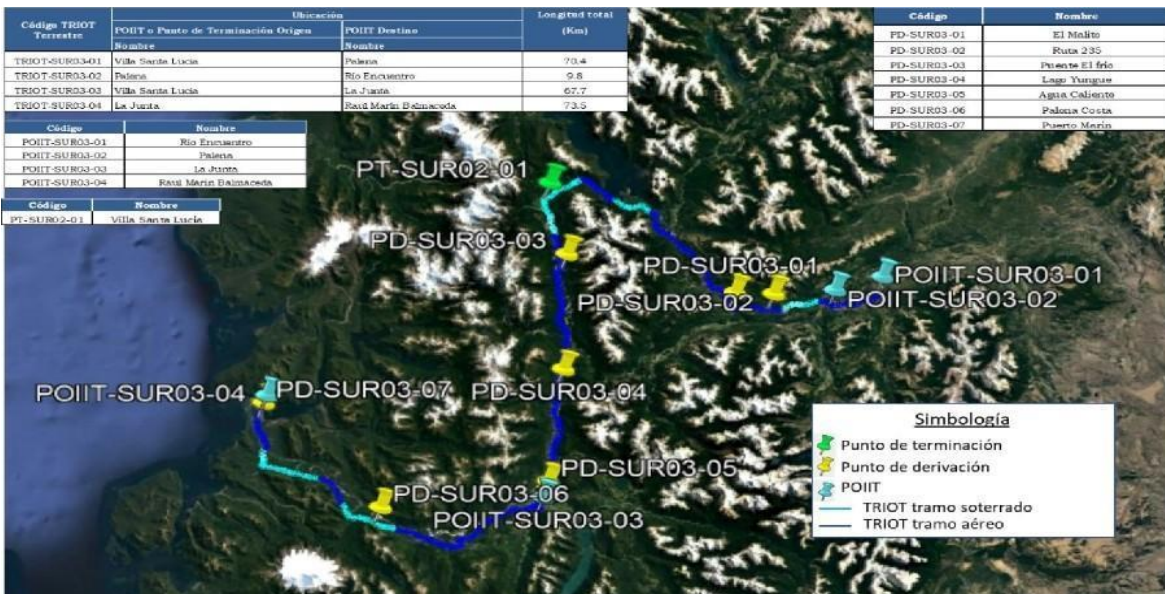 Código TRIOT Terrestre
Ubicación
Longitud total (Km)
POIIT o Punto de Terminación Origen
POIIT Destino
Nombre
Nombre
TRIOT-SUR03-01 Villa Santa Lucía Palena 70.4
TRIOT-SUR03-02 Palena Río Encuentro 9.8
TRIOT-SUR03-03 Villa Santa Lucía La Junta 67.7
TRIOT-SUR03-04 La Junta Raúl Marín Balmaceda 73.5
Código Nombre
PD-SUR03-01 El Malito
PD-SUR03-02 Ruta 235
PD-SUR03-03 Puente El frío
PD-SUR03-04 Lago Yungue
PD-SUR03-05 Agua Caliente
PD-SUR03-06 Palena Costa
PD-SUR03-07 Puerto Marín
Código Nombre
POIIT-SUR03-01 Río Encuentro
POIIT-SUR03-02 Palena
POIIT-SUR03-03 La Junta
POIIT-SUR03-04 Raúl Marín Balmaceda
Código Nombre
PT-SUR02-01 Villa Santa Lucía
PT-SUR02-01
PD-SUR03-03
PD-SUR03-01
PD-SUR03-02
POIIT-SUR03-01
POIIT-SUR03-02
POIIT-SUR03-04
PD-SUR03-07
PD-SUR03-04
PD-SUR03-05
PD-SUR03-06
POIIT-SUR03-03
Simbología
Punto de terminación
Punto de derivación
POIIT
TRIOT tramo soterrado
TRIOT tramo aéreo